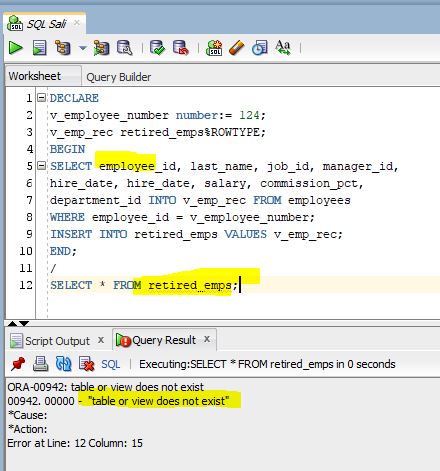 SQL Sali
Worksheet Query Builder
1 DECLARE
2 v_employee_number number:= 124;
3 v_emp_rec retired_emps%ROWTYPE;
4 BEGIN
5 SELECT employee_id, last_name, job_id, manager_id,
6 hire_date, hire_date, salary, commission_pct,
7 department_id INTO v_emp_rec FROM employees
8 WHERE employee_id = v_employee_number;
9 INSERT INTO retired_emps VALUES v_emp_rec;
10 END;
11 /
12 SELECT * FROM retired_emps;
Script Output Query Result
SQL Executing:SELECT * FROM retired_emps in 0 seconds
ORA-00942: table or view does not exist
00942. 00000 - "table or view does not exist"
*Cause:
*Action:
Error at Line: 12 Column: 15